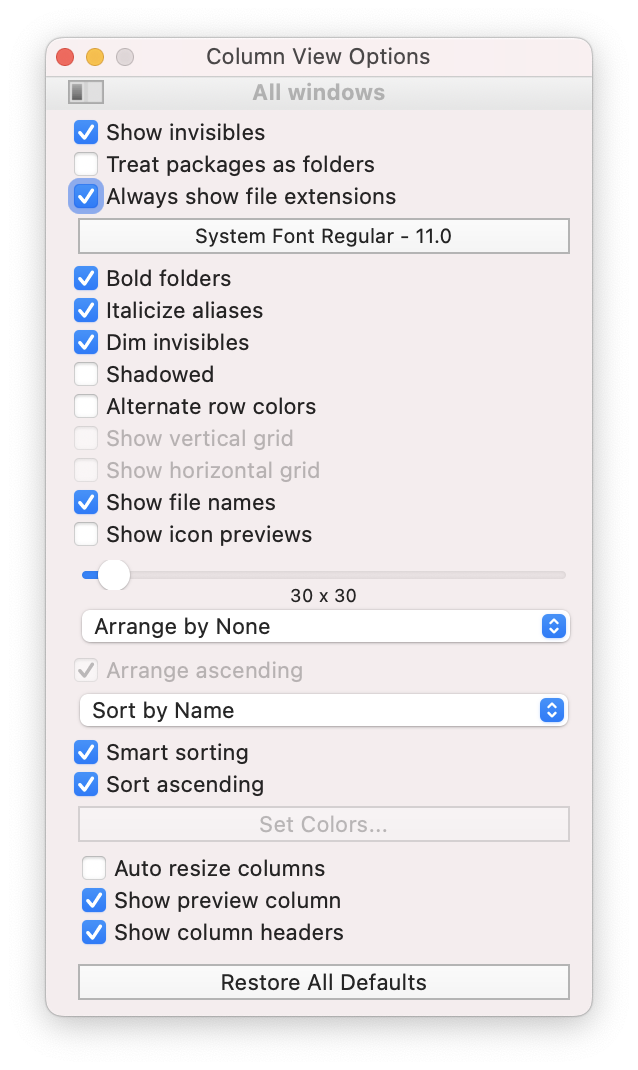 Column View Options
All windows
Show invisibles
Treat packages as folders
Always show file extensions
System Font Regular - 11.0
Bold folders
Italicize aliases
Dim invisibles
Shadowed
Alternate row colors
Show vertical grid
Show horizontal grid
Show file names
Show icon previews
30 x 30
Arrange by None
Arrange ascending
Sort by Name
Smart sorting
Sort ascending
Set Colors...
Auto resize columns
Show preview column
Show column headers
Restore All Defaults